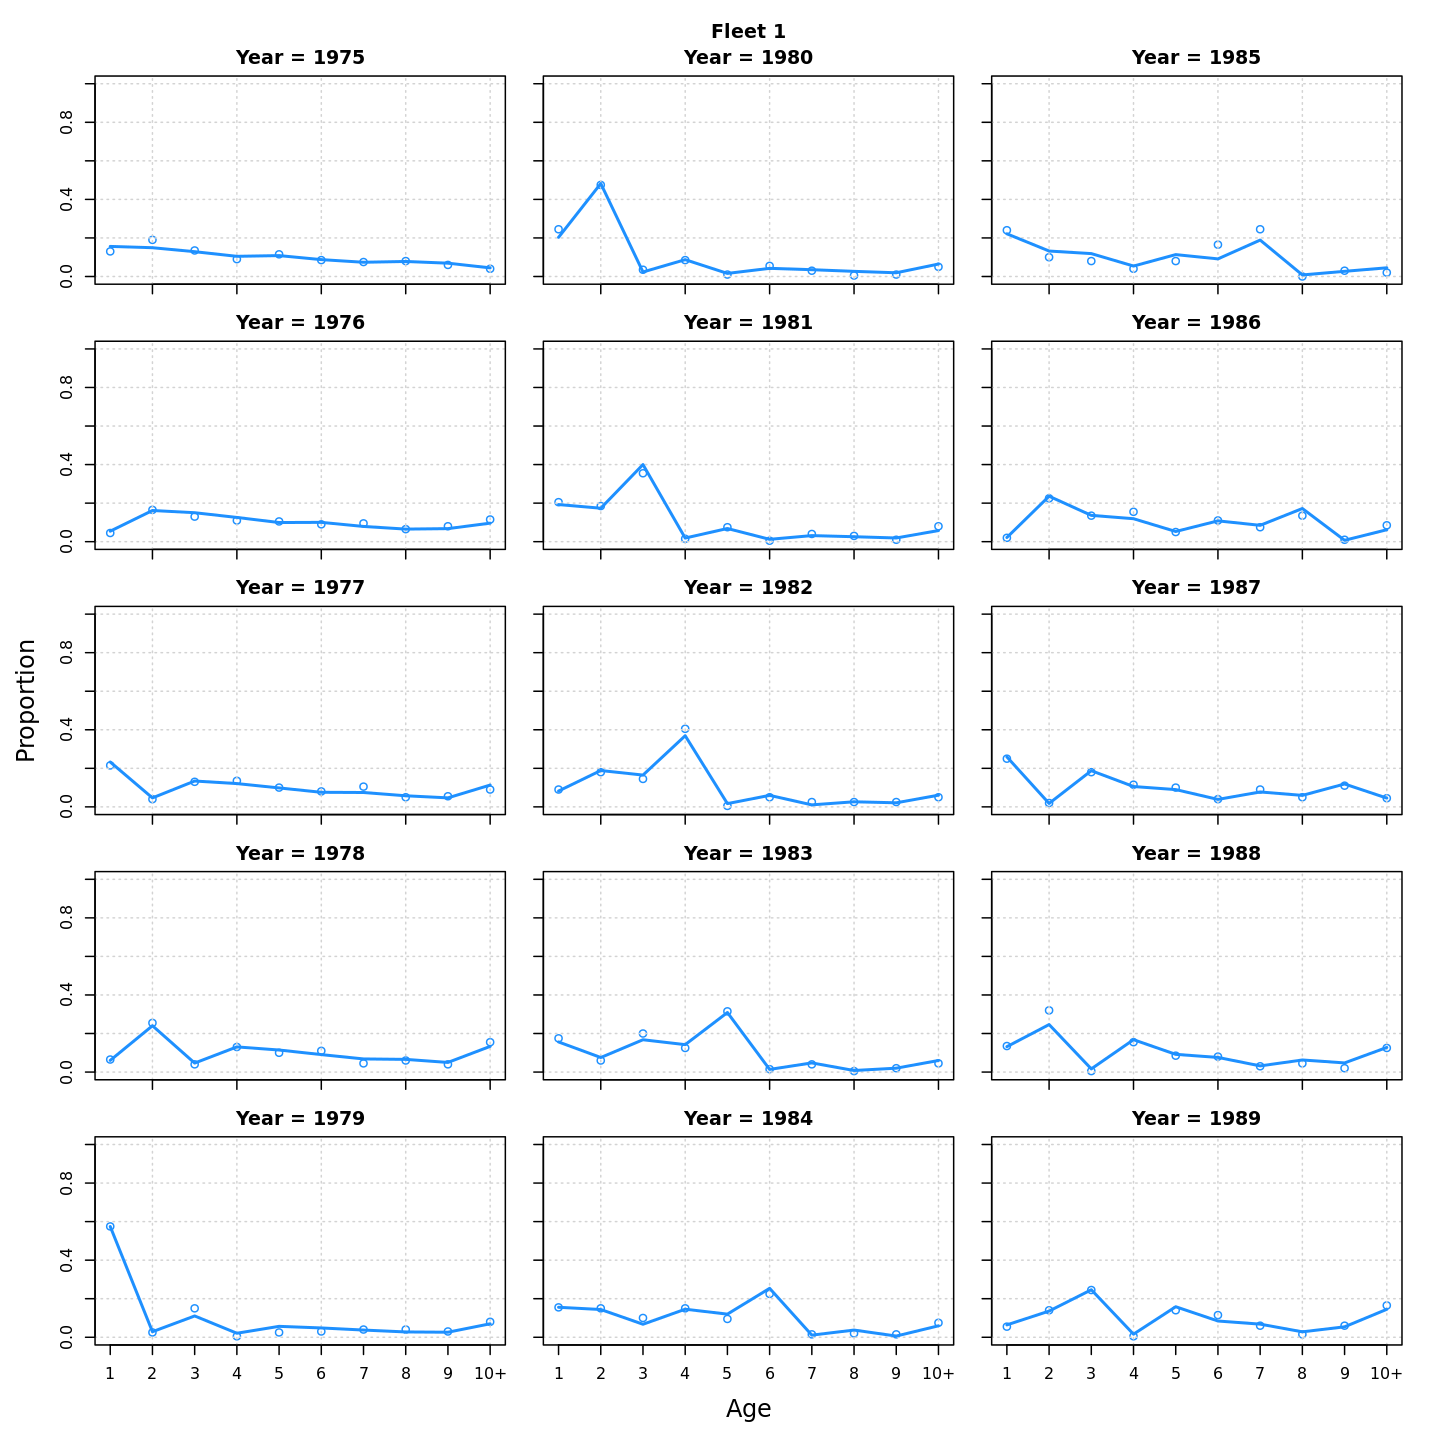 Fleet 1
Year = 1975 Year = 1980 Year = 1985
0.8
0.4
0.0
Year = 1976 Year = 1981 Year = 1986
0.8
0.4
0.0
Year = 1977 Year = 1982 Year = 1987
0.8
0.4
0.0
Proportion
Year = 1978 Year = 1983 Year = 1988
0.8
0.4
0.0
Year = 1979 Year = 1984 Year = 1989
0.8
0.4
0.0
1 2 3 4 5 6 7 8 9 10+ 1 2 3 4 5 6 7 8 9 10+ 1 2 3 4 5 6 7 8 9 10+
Age